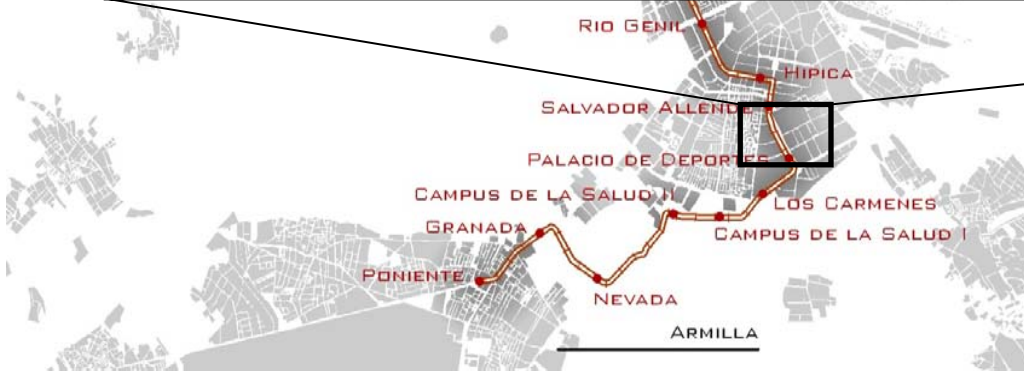 RIO GENIL
HIPICA
SALVADOR ALLENDE
PALACIO DE DEPORTES
CAMPUS DE LA SALUD II
LOS CARMENES
GRANADA
CAMPUS DE LA SALUD I
PONIENTE
NEVADA
ARMILLA